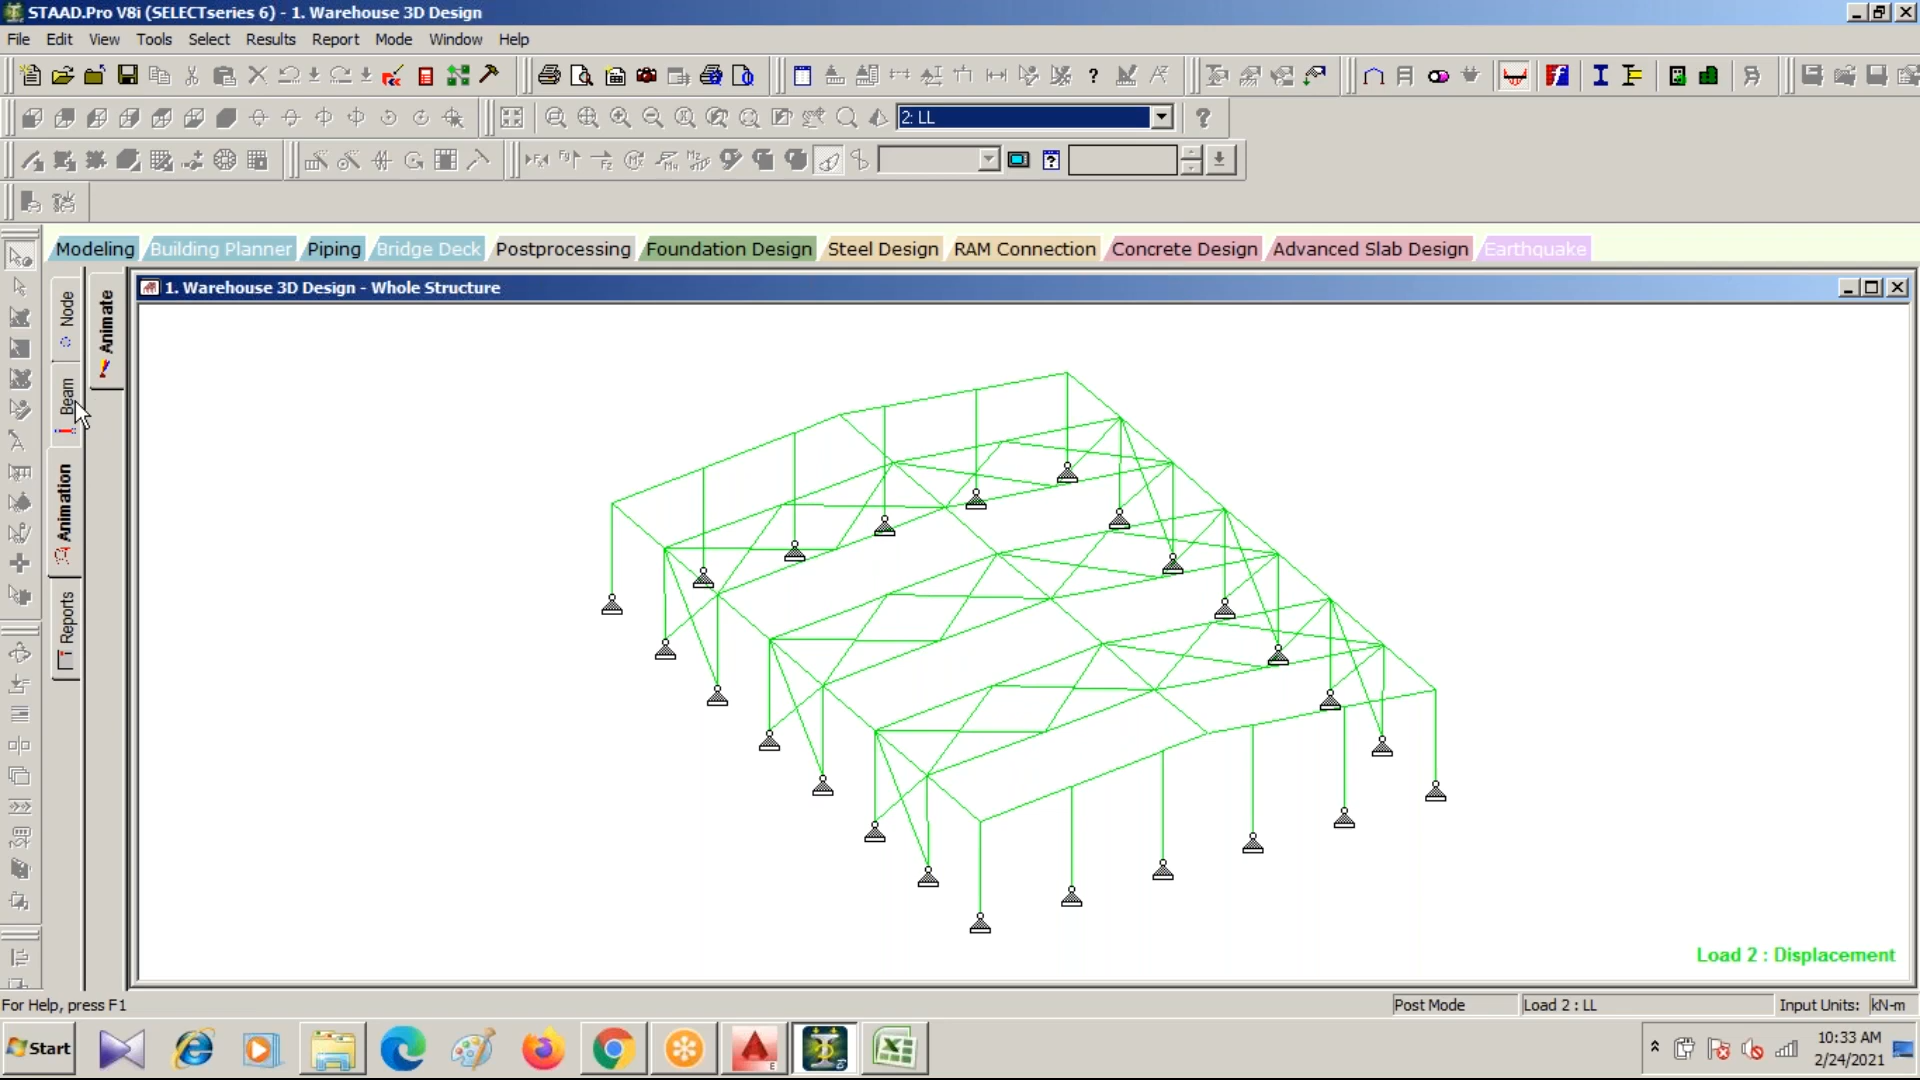 STAAD.Pro V8i (SELECTseries 6) - 1. Warehouse 3D Design
File Edit View Tools Select Results Report Mode Window Help
2: LL
Modeling Building Planner Piping Bridge Deck Postprocessing Foundation Design Steel Design RAM Connection Concrete Design Advanced Slab Design Earthquake
1. Warehouse 3D Design - Whole Structure
Node
Beam
Animation
Reports
Animate
Load 2 : Displacement
For Help, press F1
Post Mode
Load 2 : LL
Input Units: kN-m
Start
10:33 AM
2/24/2021